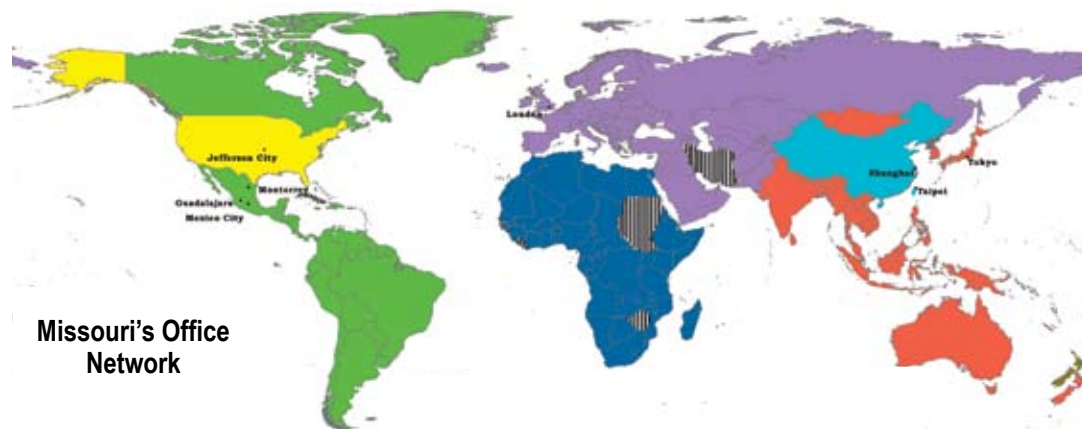 London
Jefferson City
Tokyo
Shanghai
Monterrey
Taipei
Guadalajara
Mexico City
Missouri's Office
Network